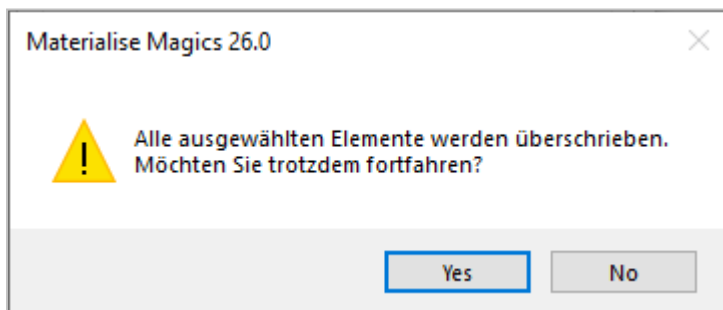 Materialise Magics 26.0
Alle ausgewählten Elemente werden überschrieben.
Möchten Sie trotzdem fortfahren?
Yes
No